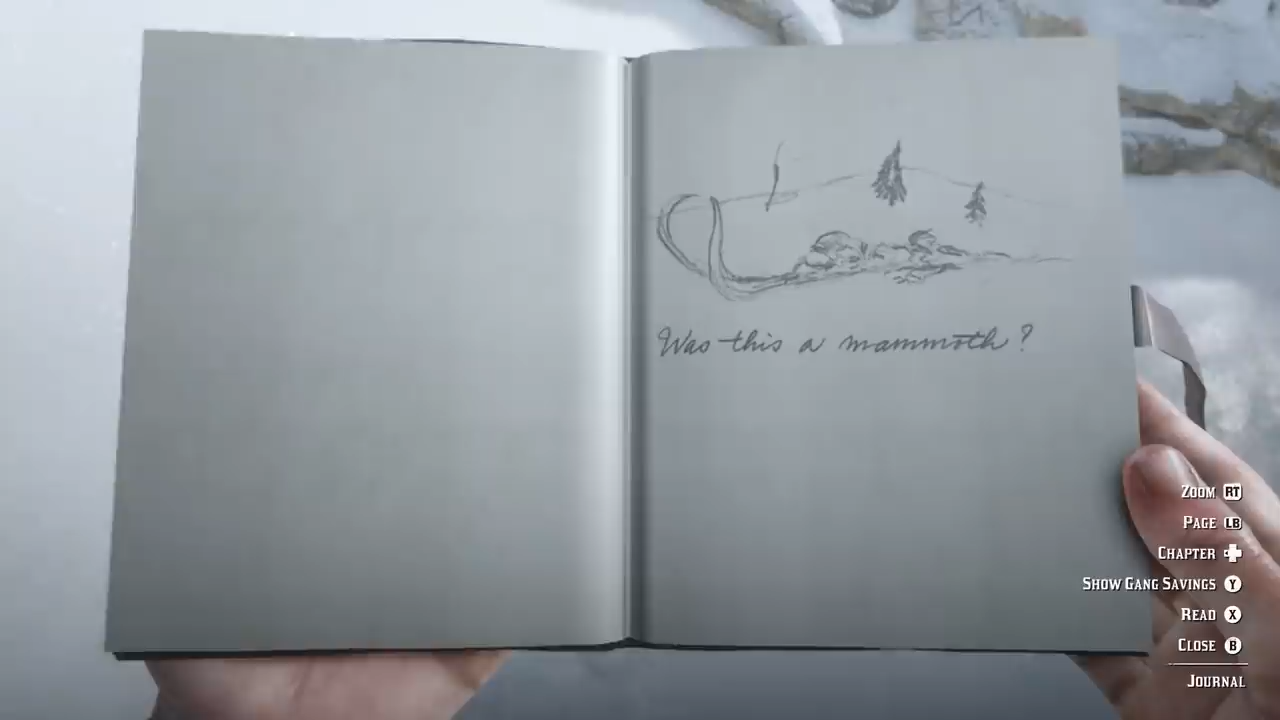 Was this a mammoth?
ZOOM RT
PAGE LB
CHAPTER
SHOW GANG SAVINGS Y
READ X
CLOSE B
JOURNAL